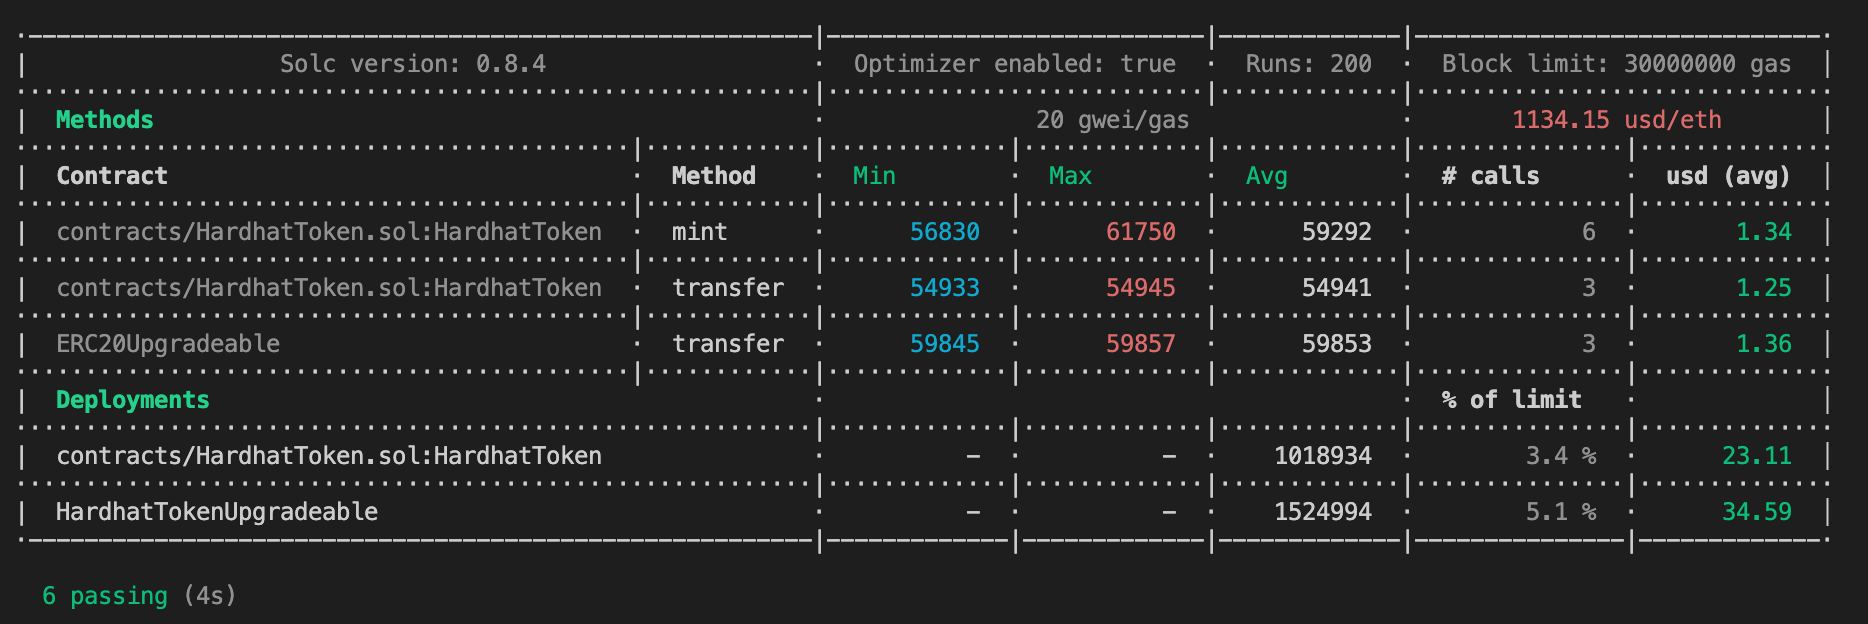 Solc version: 0.8.4 · Optimizer enabled: true · Runs: 200 · Block limit: 30000000 gas
Methods · 20 gwei/gas · 1134.15 usd/eth
Contract · Method · Min · Max · Avg · # calls · usd (avg)
contracts/HardhatToken.sol:HardhatToken · mint · 56830 · 61750 · 59292 · 6 · 1.34
contracts/HardhatToken.sol:HardhatToken · transfer · 54933 · 54945 · 54941 · 3 · 1.25
ERC20Upgradeable · transfer · 59845 · 59857 · 59853 · 3 · 1.36
Deployments · % of limit ·
contracts/HardhatToken.sol:HardhatToken · – · – · 1018934 · 3.4 % · 23.11
HardhatTokenUpgradeable · – · – · 1524994 · 5.1 % · 34.59
6 passing (4s)